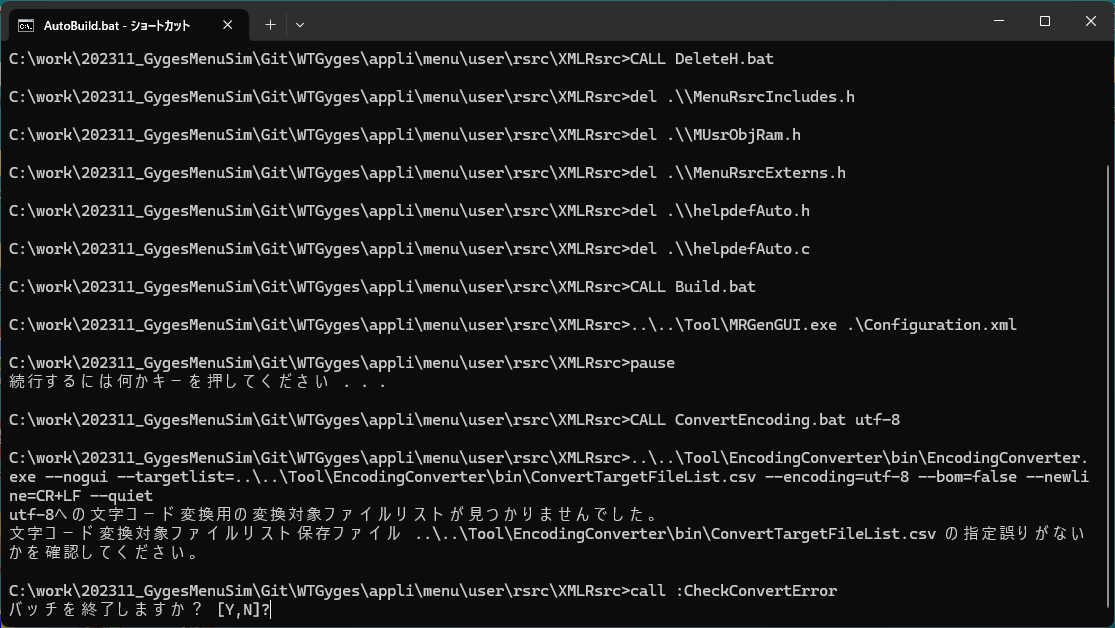 AutoBuild.bat - ショートカット
C:\work\202311_GygesMenuSim\Git\WTGyges\appli\menu\user\rsrc\XMLRsrc>CALL DeleteH.bat
C:\work\202311_GygesMenuSim\Git\WTGyges\appli\menu\user\rsrc\XMLRsrc>del .\\MenuRsrcIncludes.h
C:\work\202311_GygesMenuSim\Git\WTGyges\appli\menu\user\rsrc\XMLRsrc>del .\\MUsrObjRam.h
C:\work\202311_GygesMenuSim\Git\WTGyges\appli\menu\user\rsrc\XMLRsrc>del .\\MenuRsrcExterns.h
C:\work\202311_GygesMenuSim\Git\WTGyges\appli\menu\user\rsrc\XMLRsrc>del .\\helpdefAuto.h
C:\work\202311_GygesMenuSim\Git\WTGyges\appli\menu\user\rsrc\XMLRsrc>del .\\helpdefAuto.c
C:\work\202311_GygesMenuSim\Git\WTGyges\appli\menu\user\rsrc\XMLRsrc>CALL Build.bat
C:\work\202311_GygesMenuSim\Git\WTGyges\appli\menu\user\rsrc\XMLRsrc>..\..\Tool\MRGenGUI.exe .\Configuration.xml
C:\work\202311_GygesMenuSim\Git\WTGyges\appli\menu\user\rsrc\XMLRsrc>pause
続行するには何かキーを押してください . . .
C:\work\202311_GygesMenuSim\Git\WTGyges\appli\menu\user\rsrc\XMLRsrc>CALL ConvertEncoding.bat utf-8
C:\work\202311_GygesMenuSim\Git\WTGyges\appli\menu\user\rsrc\XMLRsrc>..\..\Tool\EncodingConverter\bin\EncodingConverter.
exe --nogui --targetlist=..\..\Tool\EncodingConverter\bin\ConvertTargetFileList.csv --encoding=utf-8 --bom=false --newli
ne=CR+LF --quiet
utf-8への文字コード変換用の変換対象ファイルリストが見つかりませんでした。
文字コード変換対象ファイルリスト保存ファイル ..\..\Tool\EncodingConverter\bin\ConvertTargetFileList.csv の指定誤りがない
かを確認してください。
C:\work\202311_GygesMenuSim\Git\WTGyges\appli\menu\user\rsrc\XMLRsrc>call :CheckConvertError
バッチを終了しますか? [Y,N]?